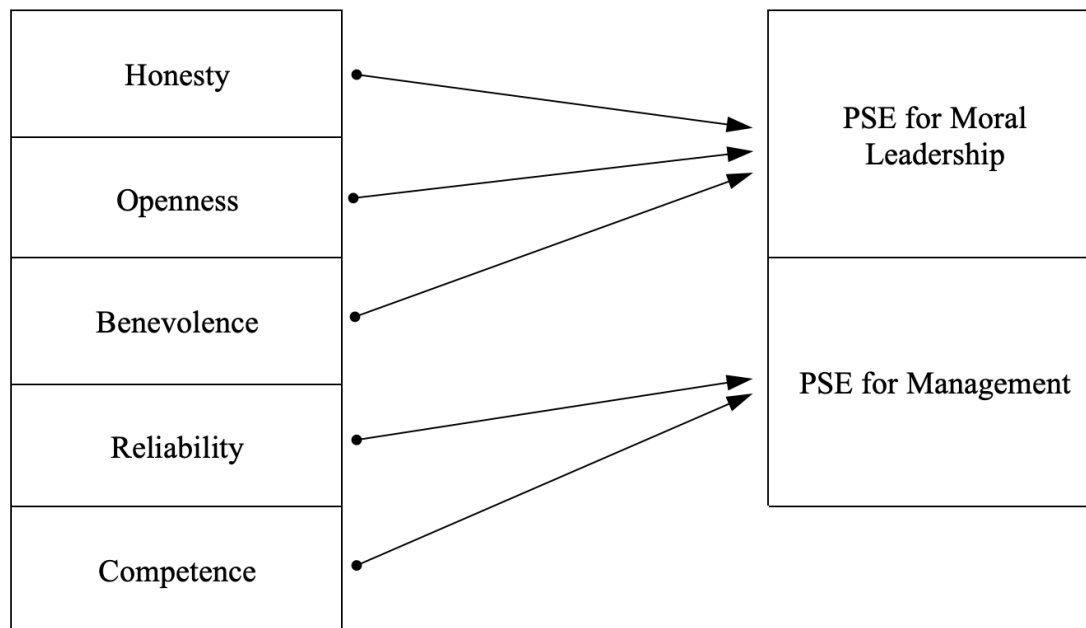 Honesty
Openness
Benevolence
Reliability
Competence
PSE for Moral
Leadership
PSE for Management